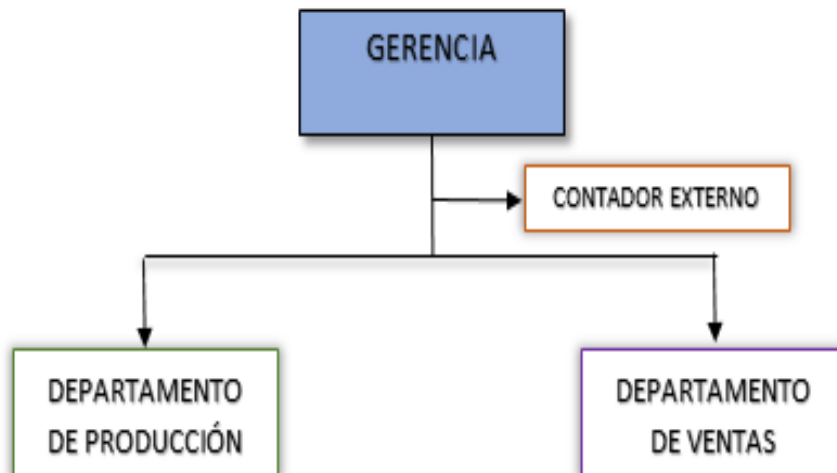 GERENCIA
CONTADOR EXTERNO
DEPARTAMENTO
DE PRODUCCIÓN
DEPARTAMENTO
DE VENTAS